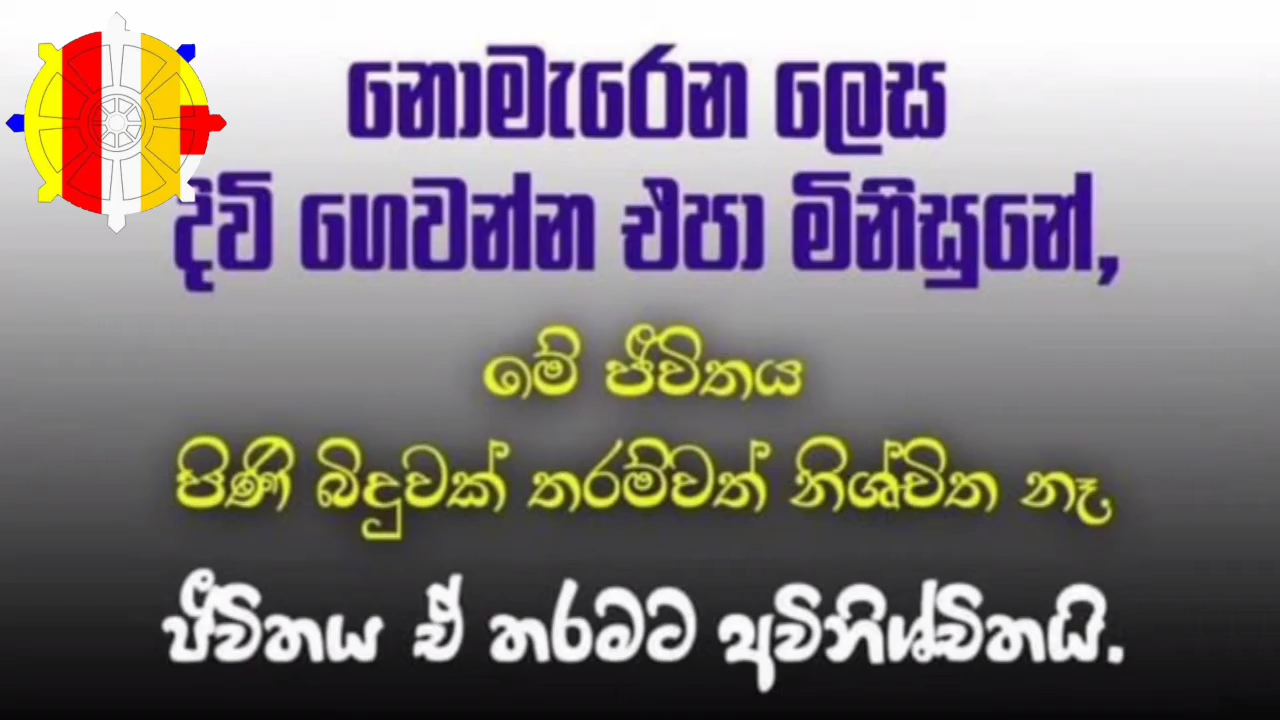 නොමැරෙන ලෙස
දිවි ගෙවන්න එපා මිනිසුනේ,
මේ ජීවිතය
පිණි බිඳුවක් තරම්වත් නිශ්චිත නෑ,
ජීවිතය ඒ තරමට අවිනිශ්චිතයි.